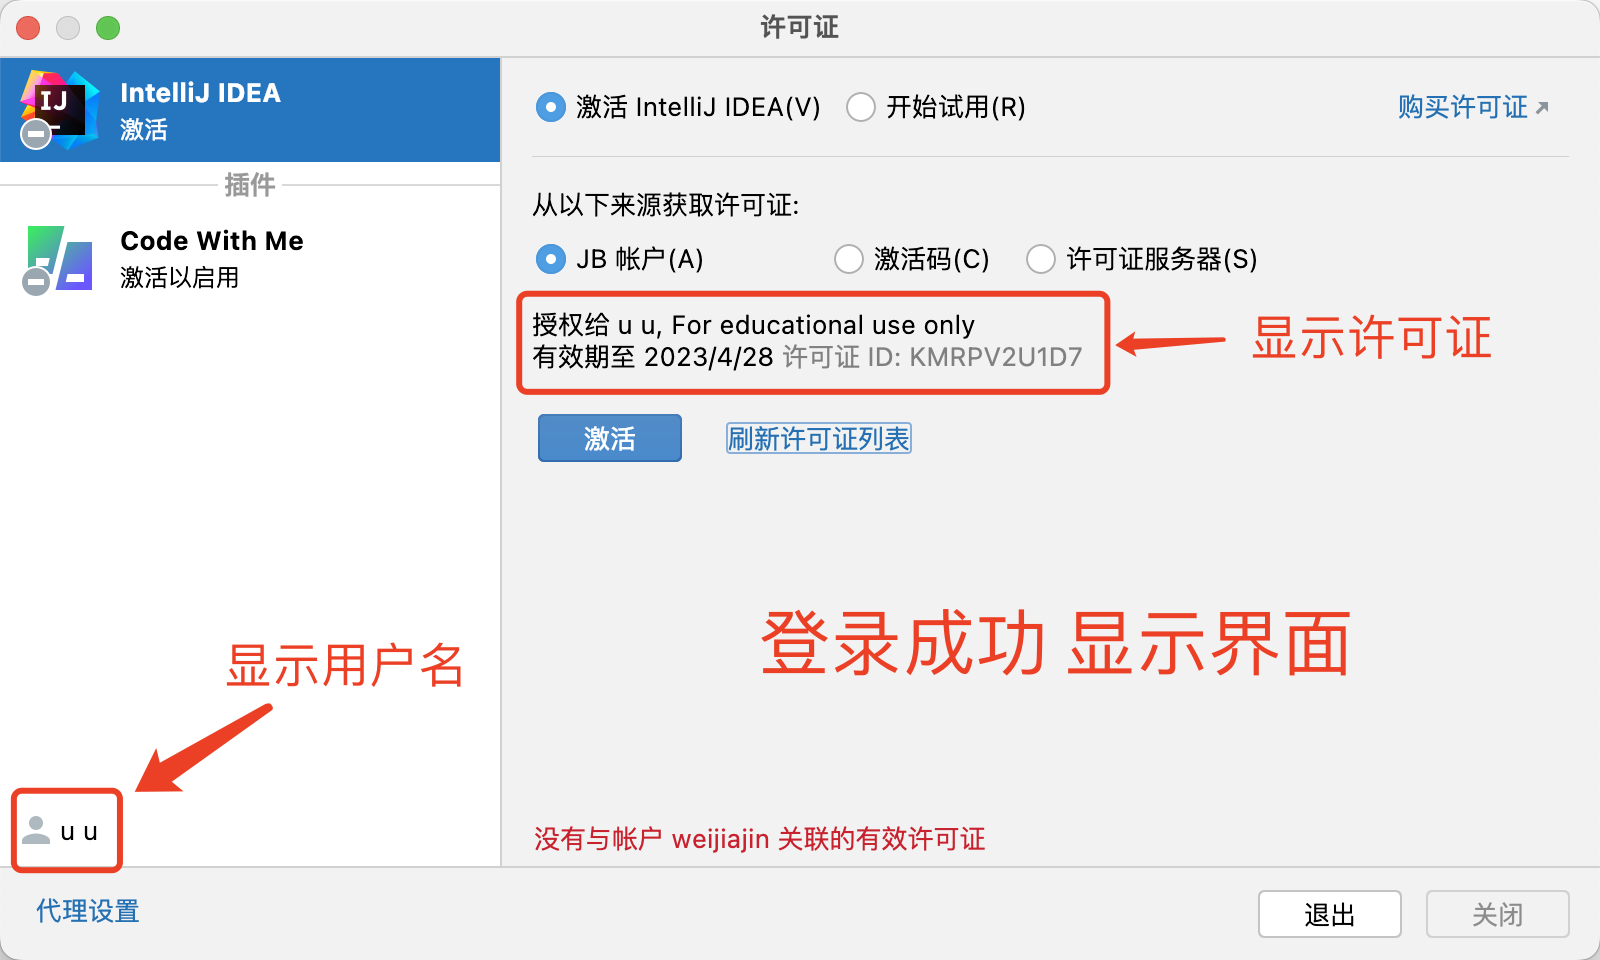 许可证
IJ
IntelliJ IDEA
激活
插件
Code With Me
激活以启用
显示用户名
u u
代理设置
激活 IntelliJ IDEA(V) 开始试用(R) 购买许可证
从以下来源获取许可证:
JB 帐户(A) 激活码(C) 许可证服务器(S)
授权给 u u, For educational use only
有效期至 2023/4/28 许可证 ID: KMRPV2U1D7
显示许可证
激活 刷新许可证列表
登录成功 显示界面
没有与帐户 weijiajin 关联的有效许可证
退出 关闭